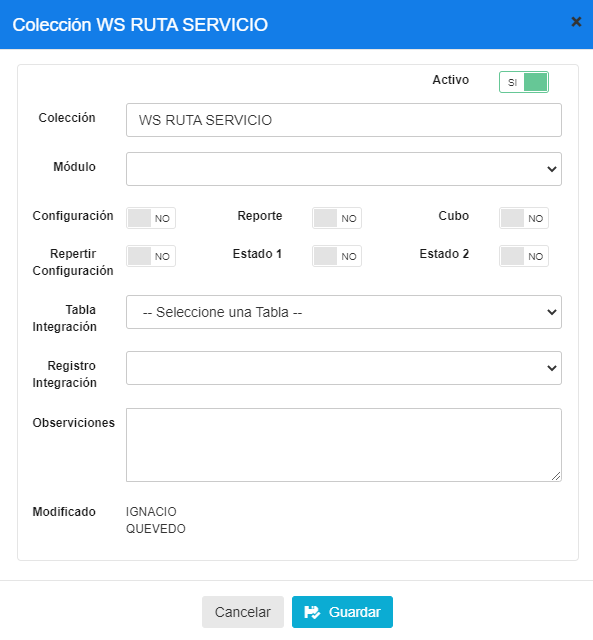 Colección WS RUTA SERVICIO ×
Activo SI
Colección WS RUTA SERVICIO
Módulo
Configuración NO Reporte NO Cubo NO
Repertir NO Estado 1 NO Estado 2 NO
Configuración
Tabla -- Seleccione una Tabla --
Integración
Registro
Integración
Observiciones
Modificado IGNACIO
QUEVEDO
Cancelar Guardar